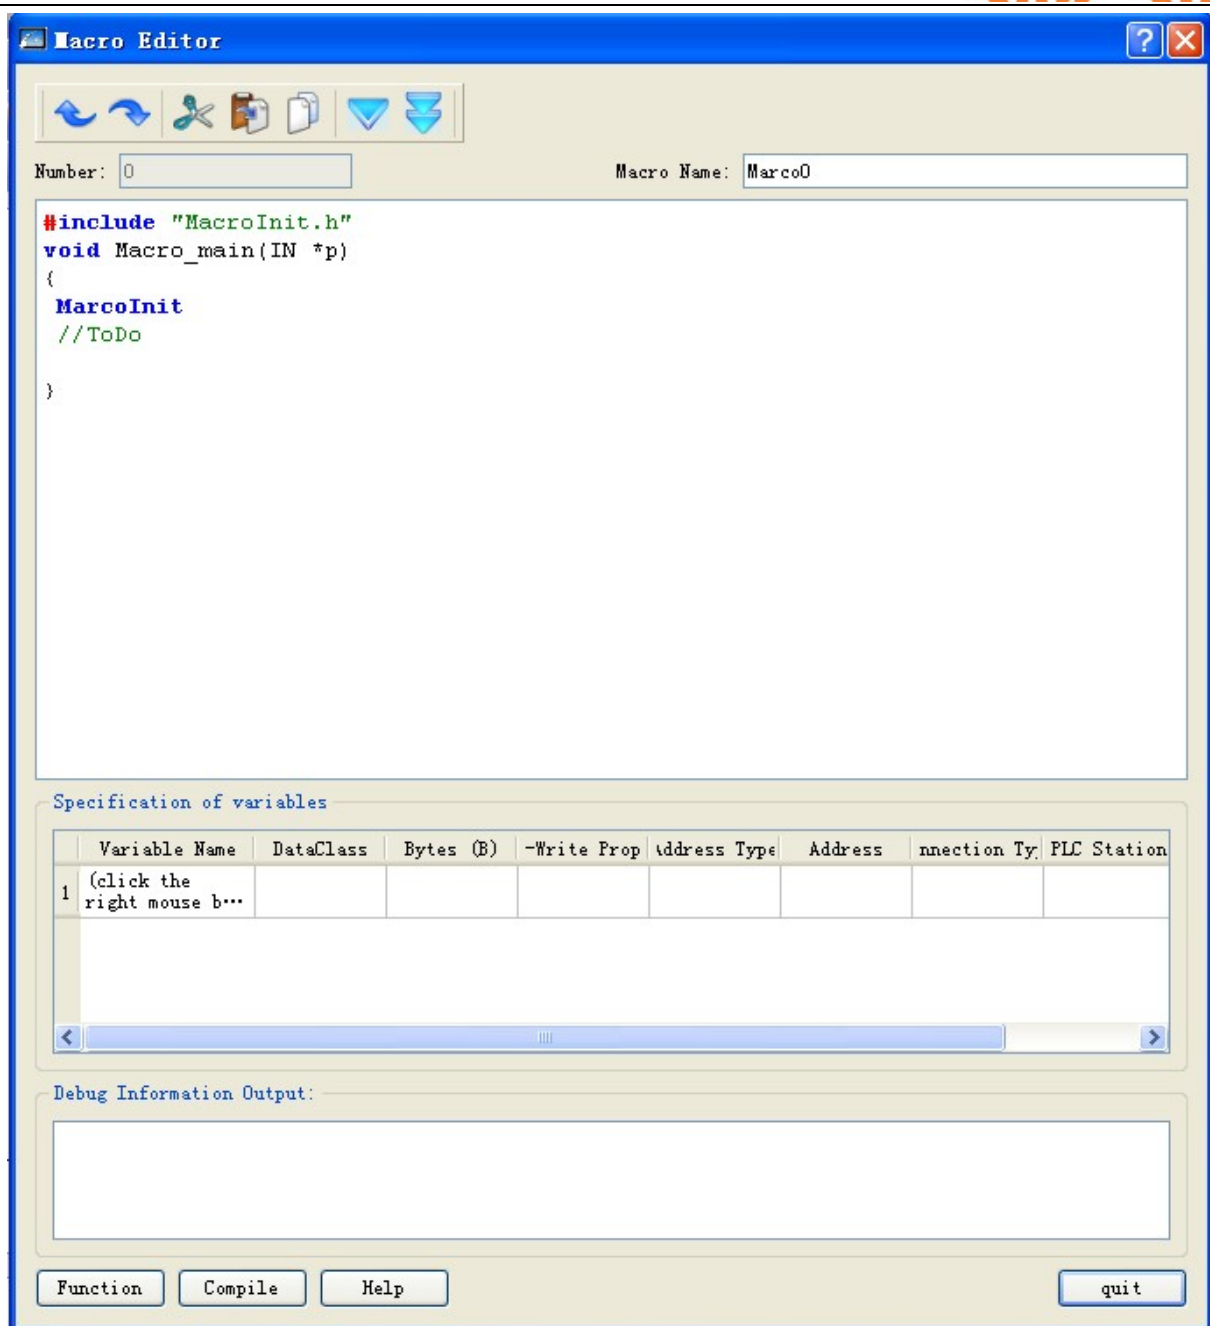 Macro Editor
Number: 0 Macro Name: Marco0
#include "MacroInit.h"
void Macro_main(IN *p)
{
MarcoInit
//ToDo
}
Specification of variables
Variable Name DataClass Bytes (B) -Write Prop Address Type Address nnection Ty PLC Station
1 (click the
right mouse b...
Debug Information Output:
Function Compile Help quit